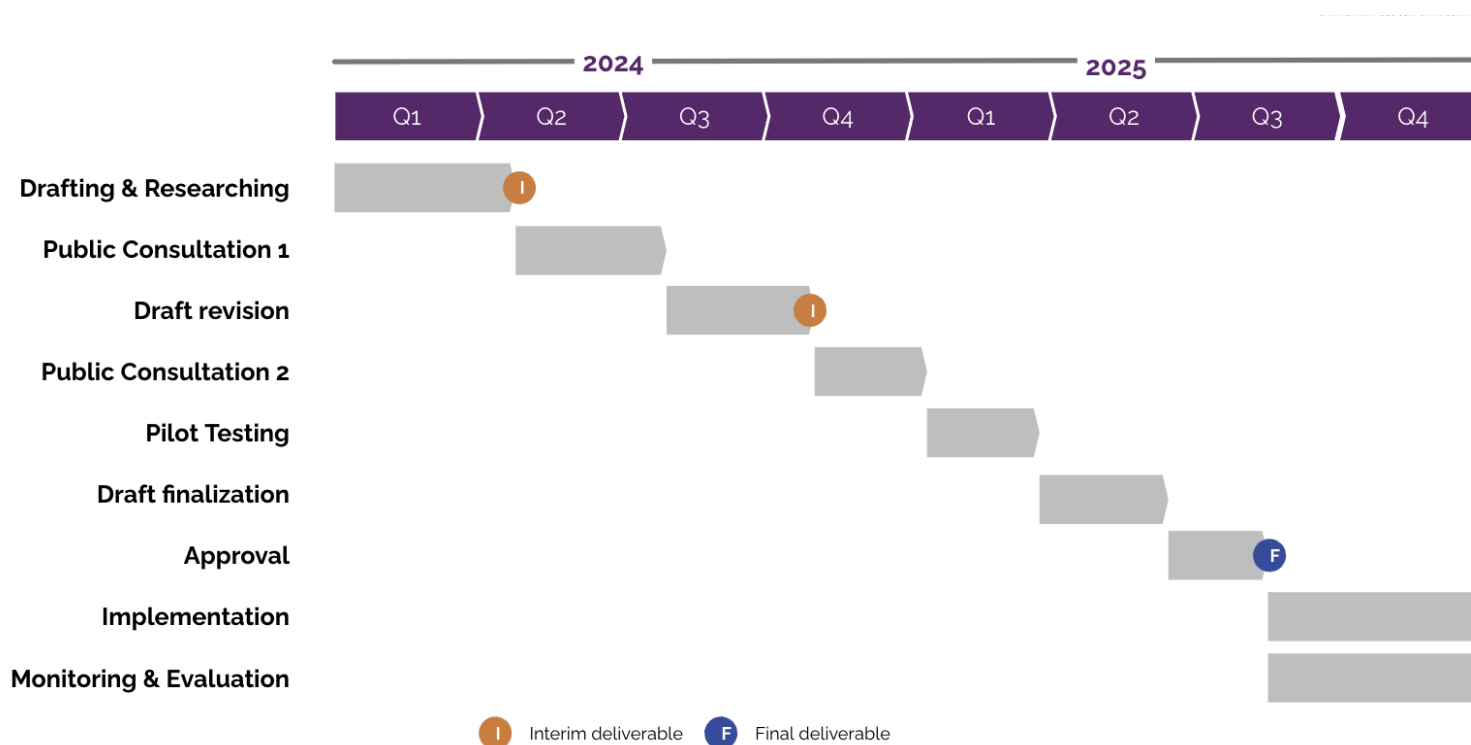 2024 2025
Q1 Q2 Q3 Q4 Q1 Q2 Q3 Q4
Drafting & Researching I
Public Consultation 1
Draft revision I
Public Consultation 2
Pilot Testing
Draft finalization
Approval F
Implementation
Monitoring & Evaluation
I Interim deliverable F Final deliverable